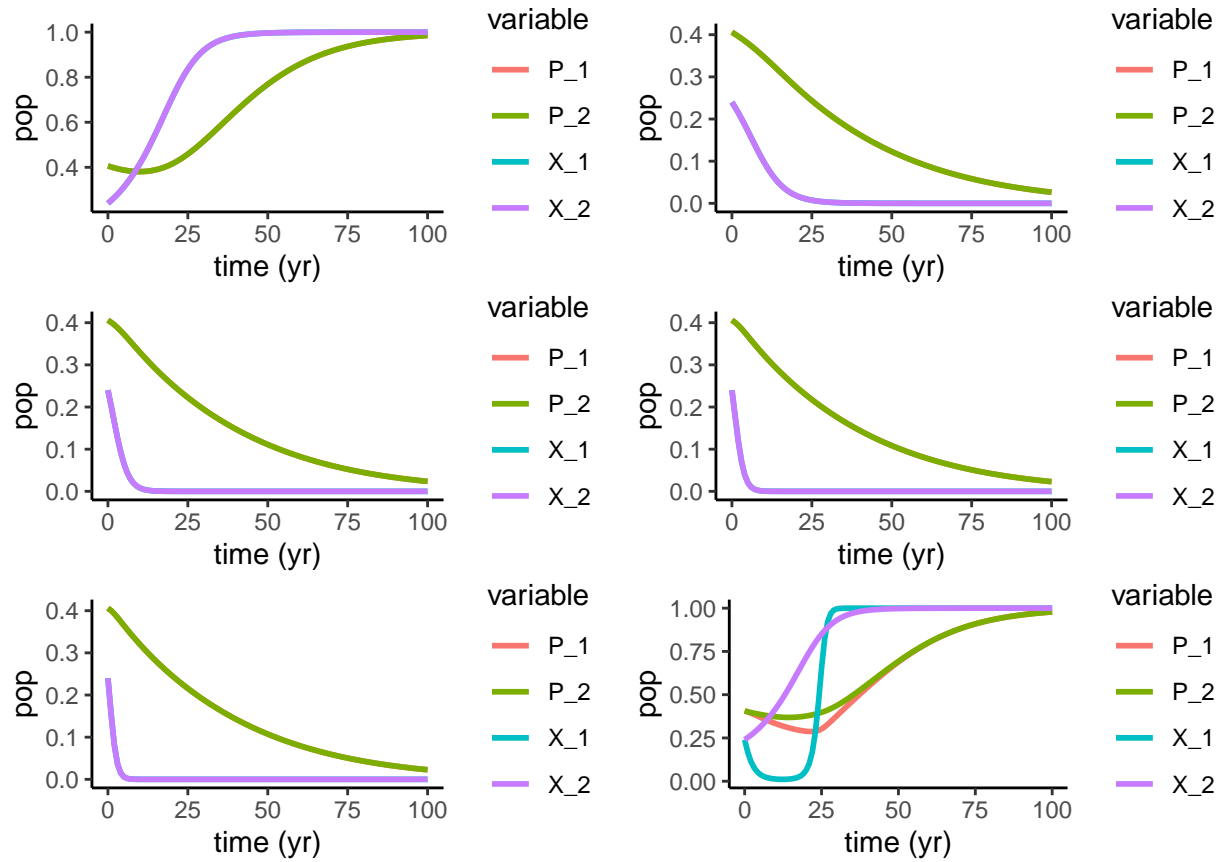 variable
P_1
P_2
X_1
X_2
pop
1.0
0.8
0.6
0.4
0 25 50 75 100
time (yr)
variable
P_1
P_2
X_1
X_2
pop
0.4
0.3
0.2
0.1
0.0
0 25 50 75 100
time (yr)
variable
P_1
P_2
X_1
X_2
pop
0.4
0.3
0.2
0.1
0.0
0 25 50 75 100
time (yr)
variable
P_1
P_2
X_1
X_2
pop
0.4
0.3
0.2
0.1
0.0
0 25 50 75 100
time (yr)
variable
P_1
P_2
X_1
X_2
pop
0.4
0.3
0.2
0.1
0.0
0 25 50 75 100
time (yr)
variable
P_1
P_2
X_1
X_2
pop
1.00
0.75
0.50
0.25
0.00
0 25 50 75 100
time (yr)